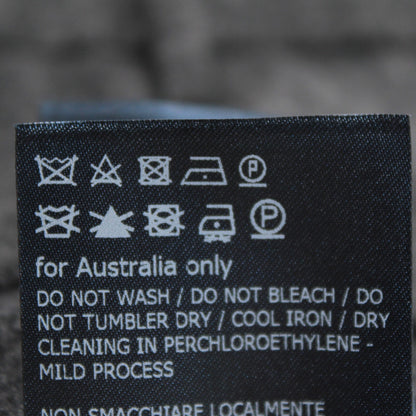 P
P
for Australia only
DO NOT WASH / DO NOT BLEACH / DO
NOT TUMBLER DRY / COOL IRON / DRY
CLEANING IN PERCHLOROETHYLENE -
MILD PROCESS
NON SMACCHIARE LOCALMENTE